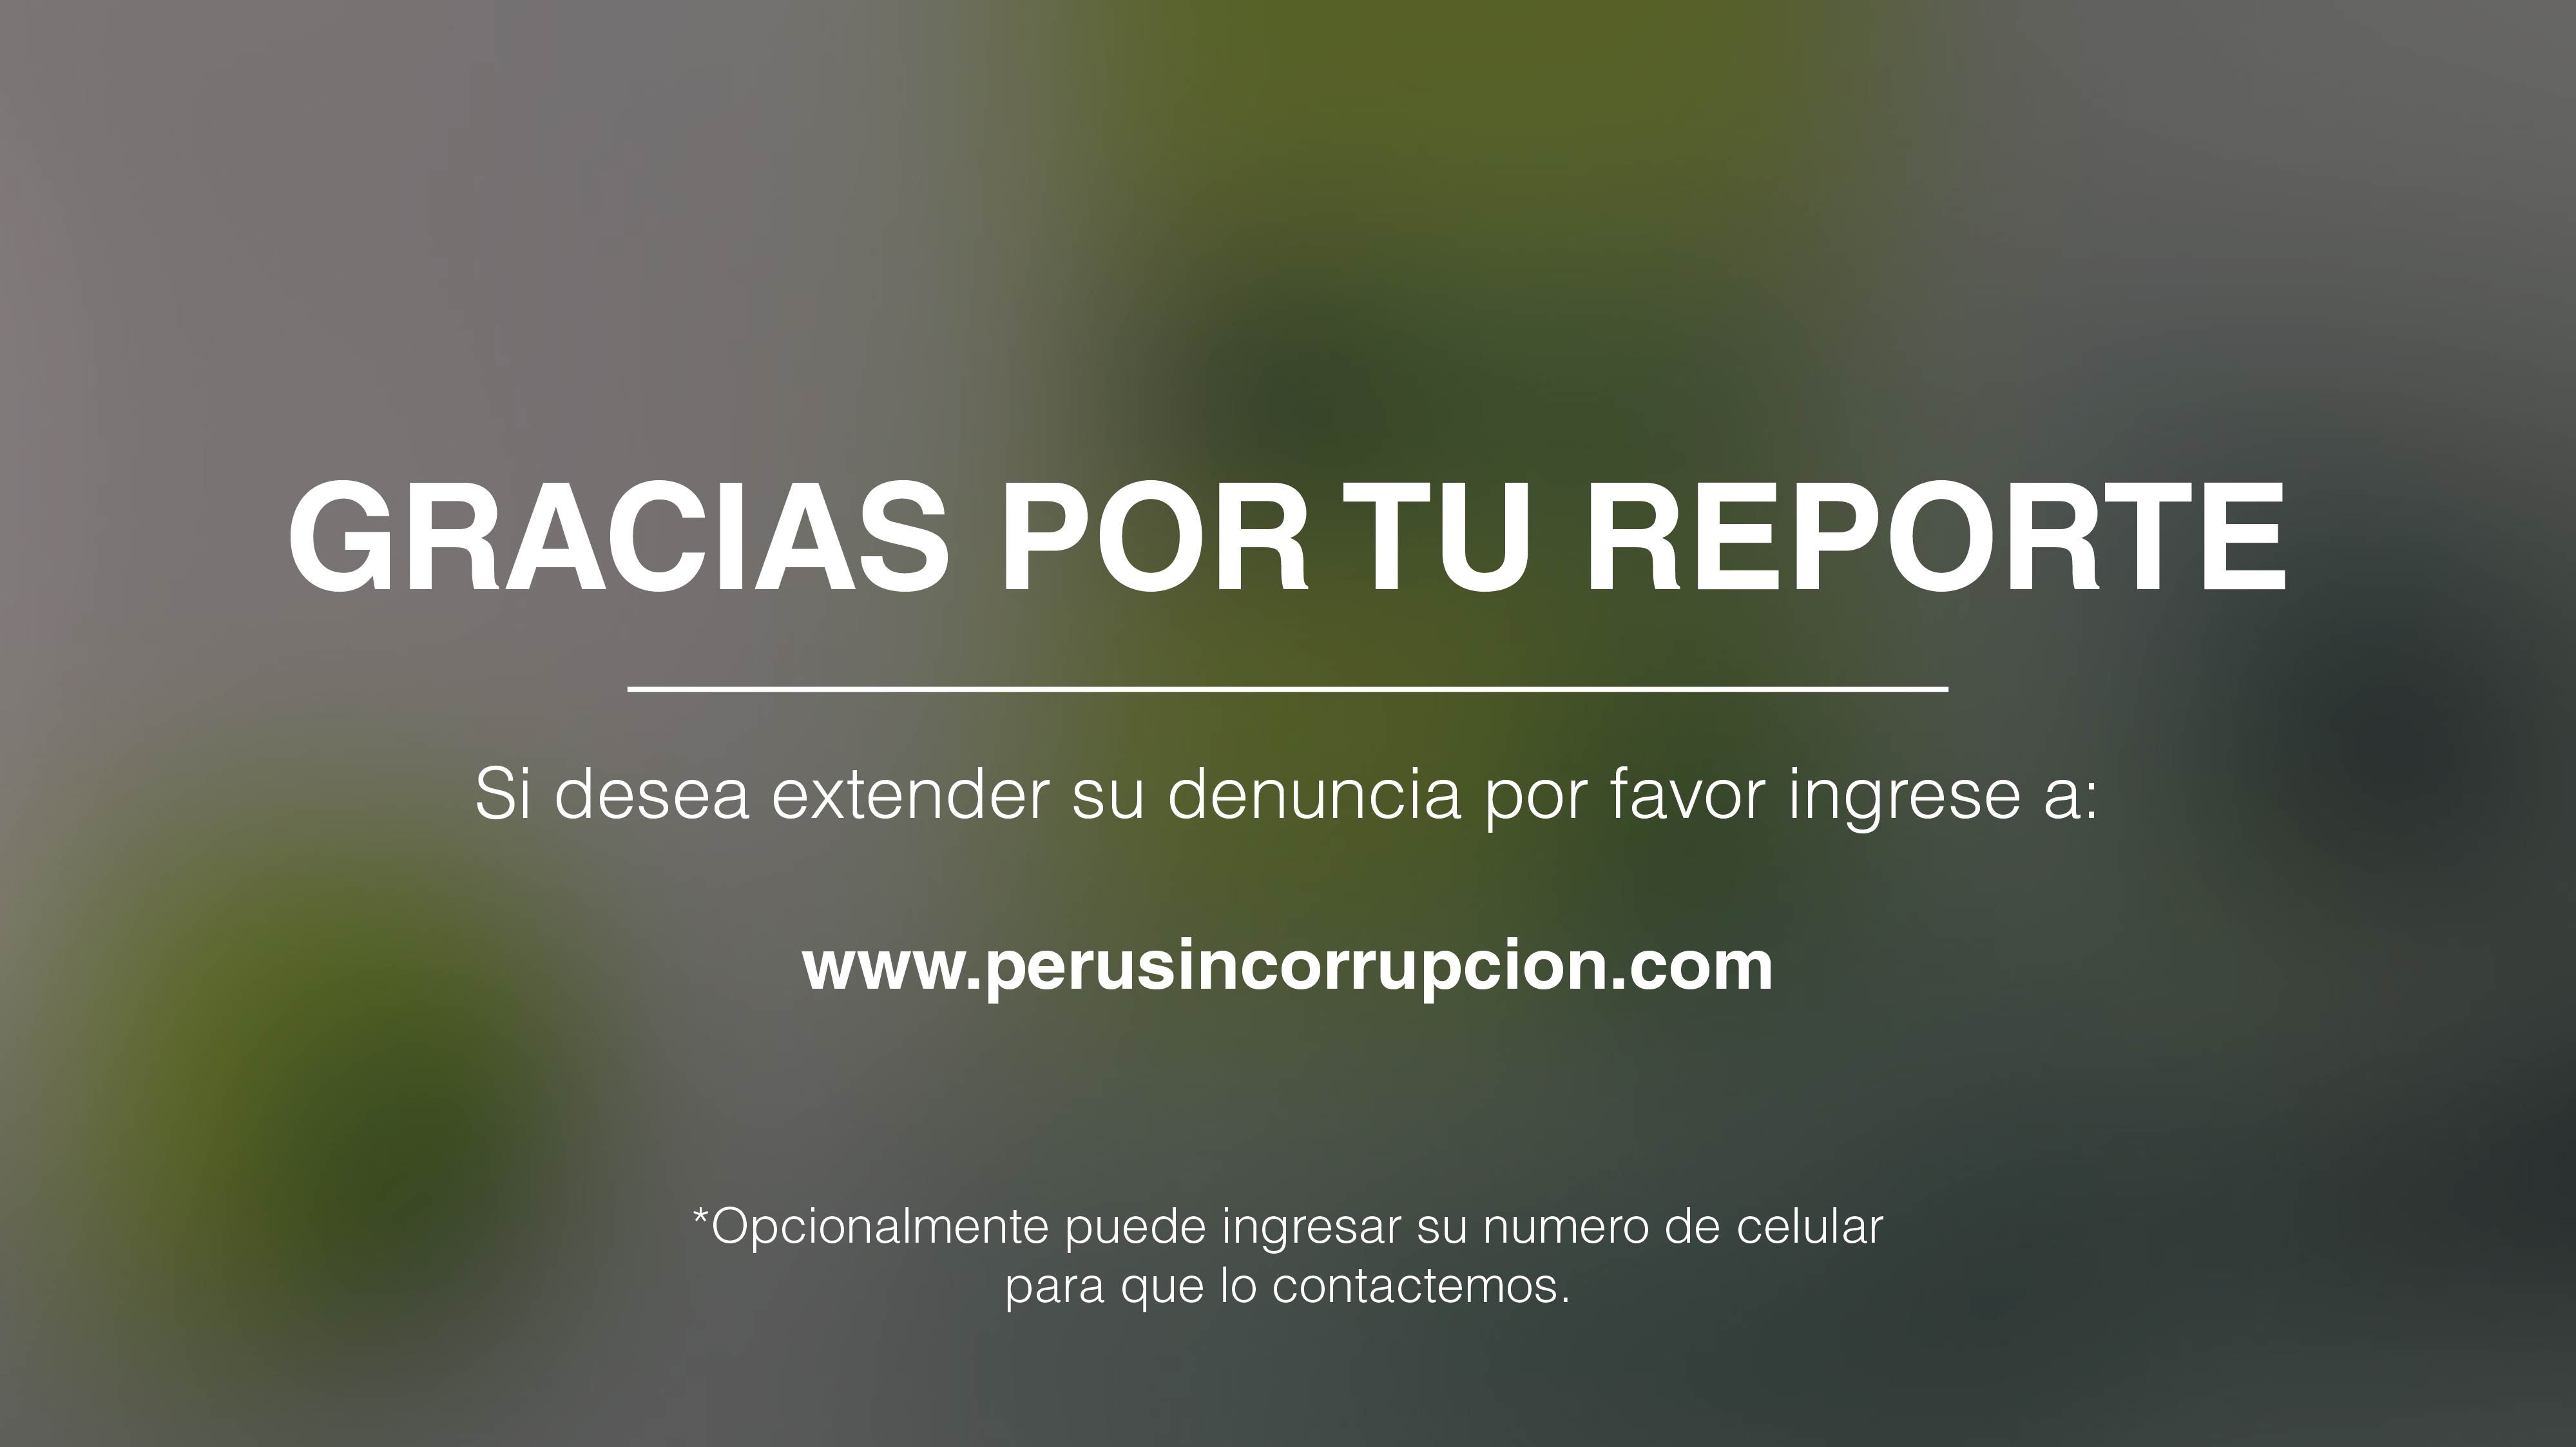 GRACIAS POR TU REPORTE
Si desea extender su denuncia por favor ingrese a:
www.perusincorrupcion.com
*Opcionalmente puede ingresar su numero de celular
para que lo contactemos.